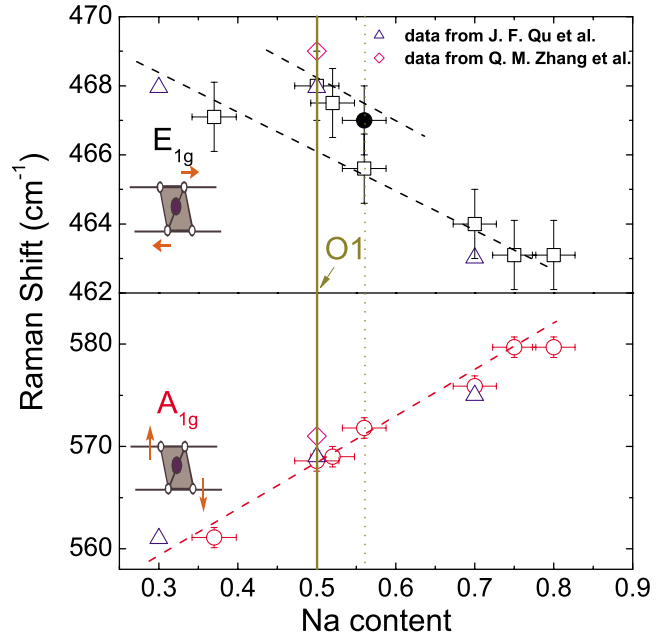 data from J. F. Qu et al.
data from Q. M. Zhang et al.
468
466
464
462
E1g
O1
Raman Shift (cm-1)
580
570
560
A1g
0.3 0.4 0.5 0.6 0.7 0.8 0.9
Na content